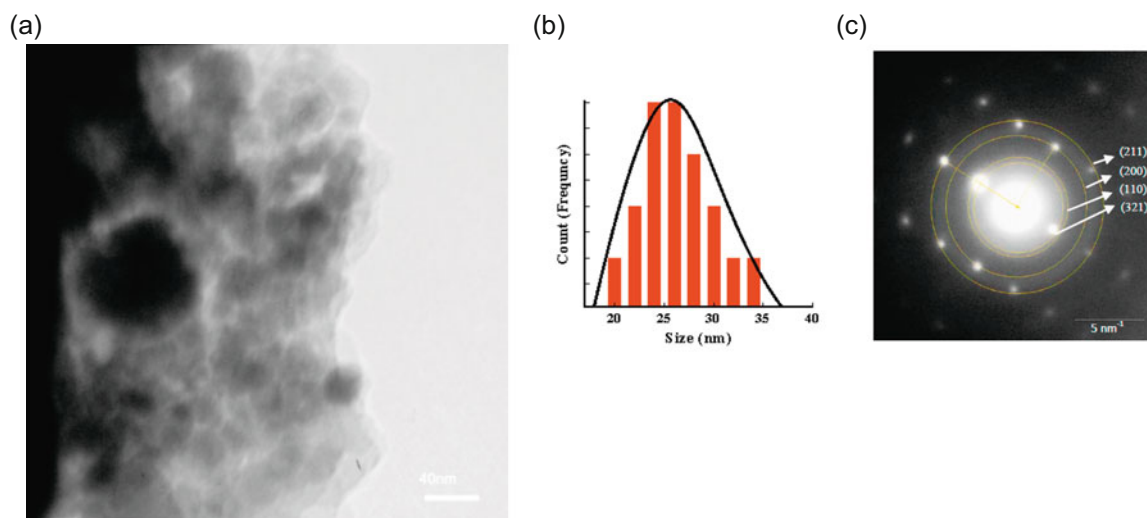 (a)
(b)
(c)
40nm
Count (Frequncy)
20 25 30 35 40
Size (nm)
(211)
(200)
(110)
(321)
5 nm⁻¹